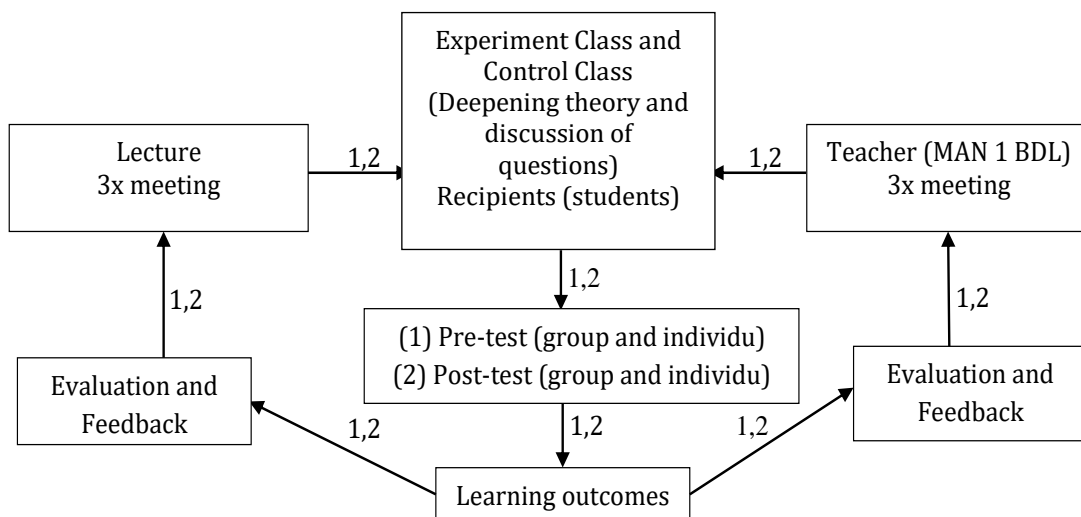 Experiment Class and
Control Class
(Deepening theory and
discussion of
questions)
Recipients (students)
Lecture
3x meeting
1,2
1,2
Teacher (MAN 1 BDL)
3x meeting
1,2
1,2
1,2
(1) Pre-test (group and individu)
(2) Post-test (group and individu)
Evaluation and
Feedback
Evaluation and
Feedback
1,2
1,2
1,2
Learning outcomes